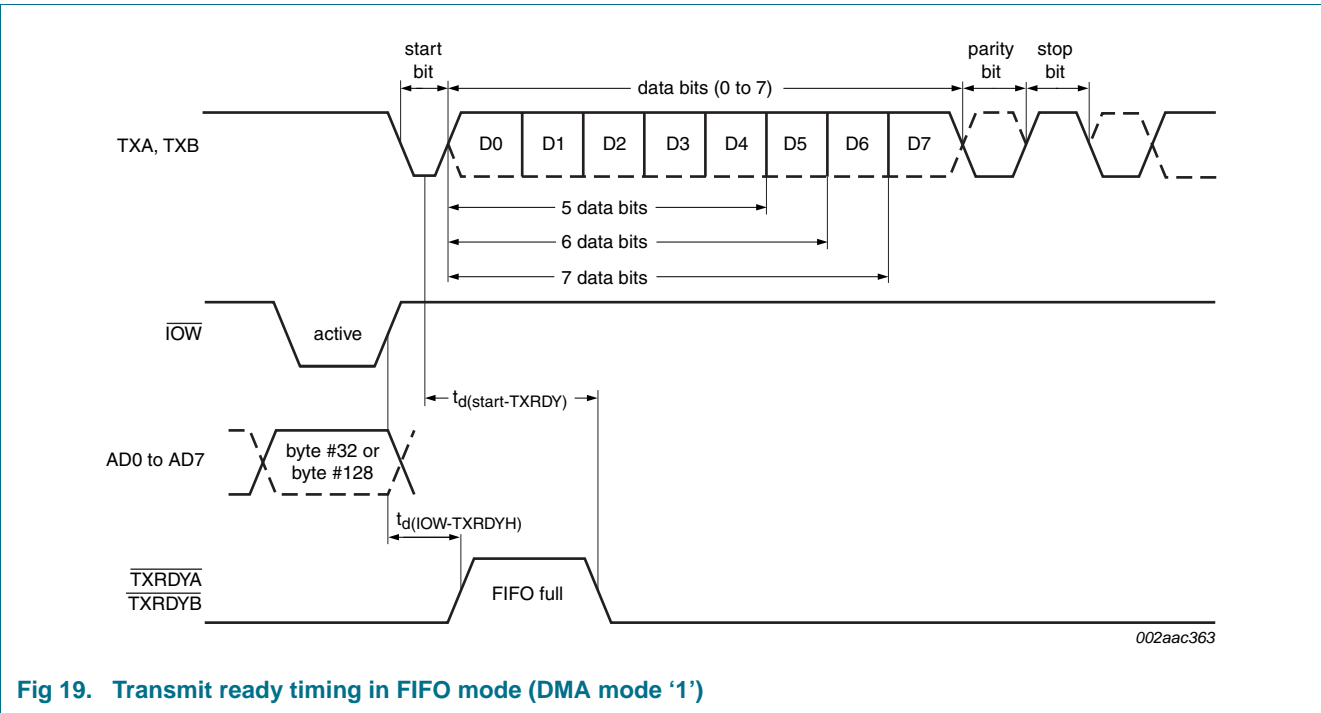 start
bit
data bits (0 to 7)
parity
bit
stop
bit
TXA, TXB
D0 D1 D2 D3 D4 D5 D6 D7
5 data bits
6 data bits
7 data bits
IOW
active
td(start-TXRDY)
AD0 to AD7
byte #32 or
byte #128
td(IOW-TXRDYH)
TXRDYA
TXRDYB
FIFO full
002aac363
Fig 19. Transmit ready timing in FIFO mode (DMA mode ‘1’)